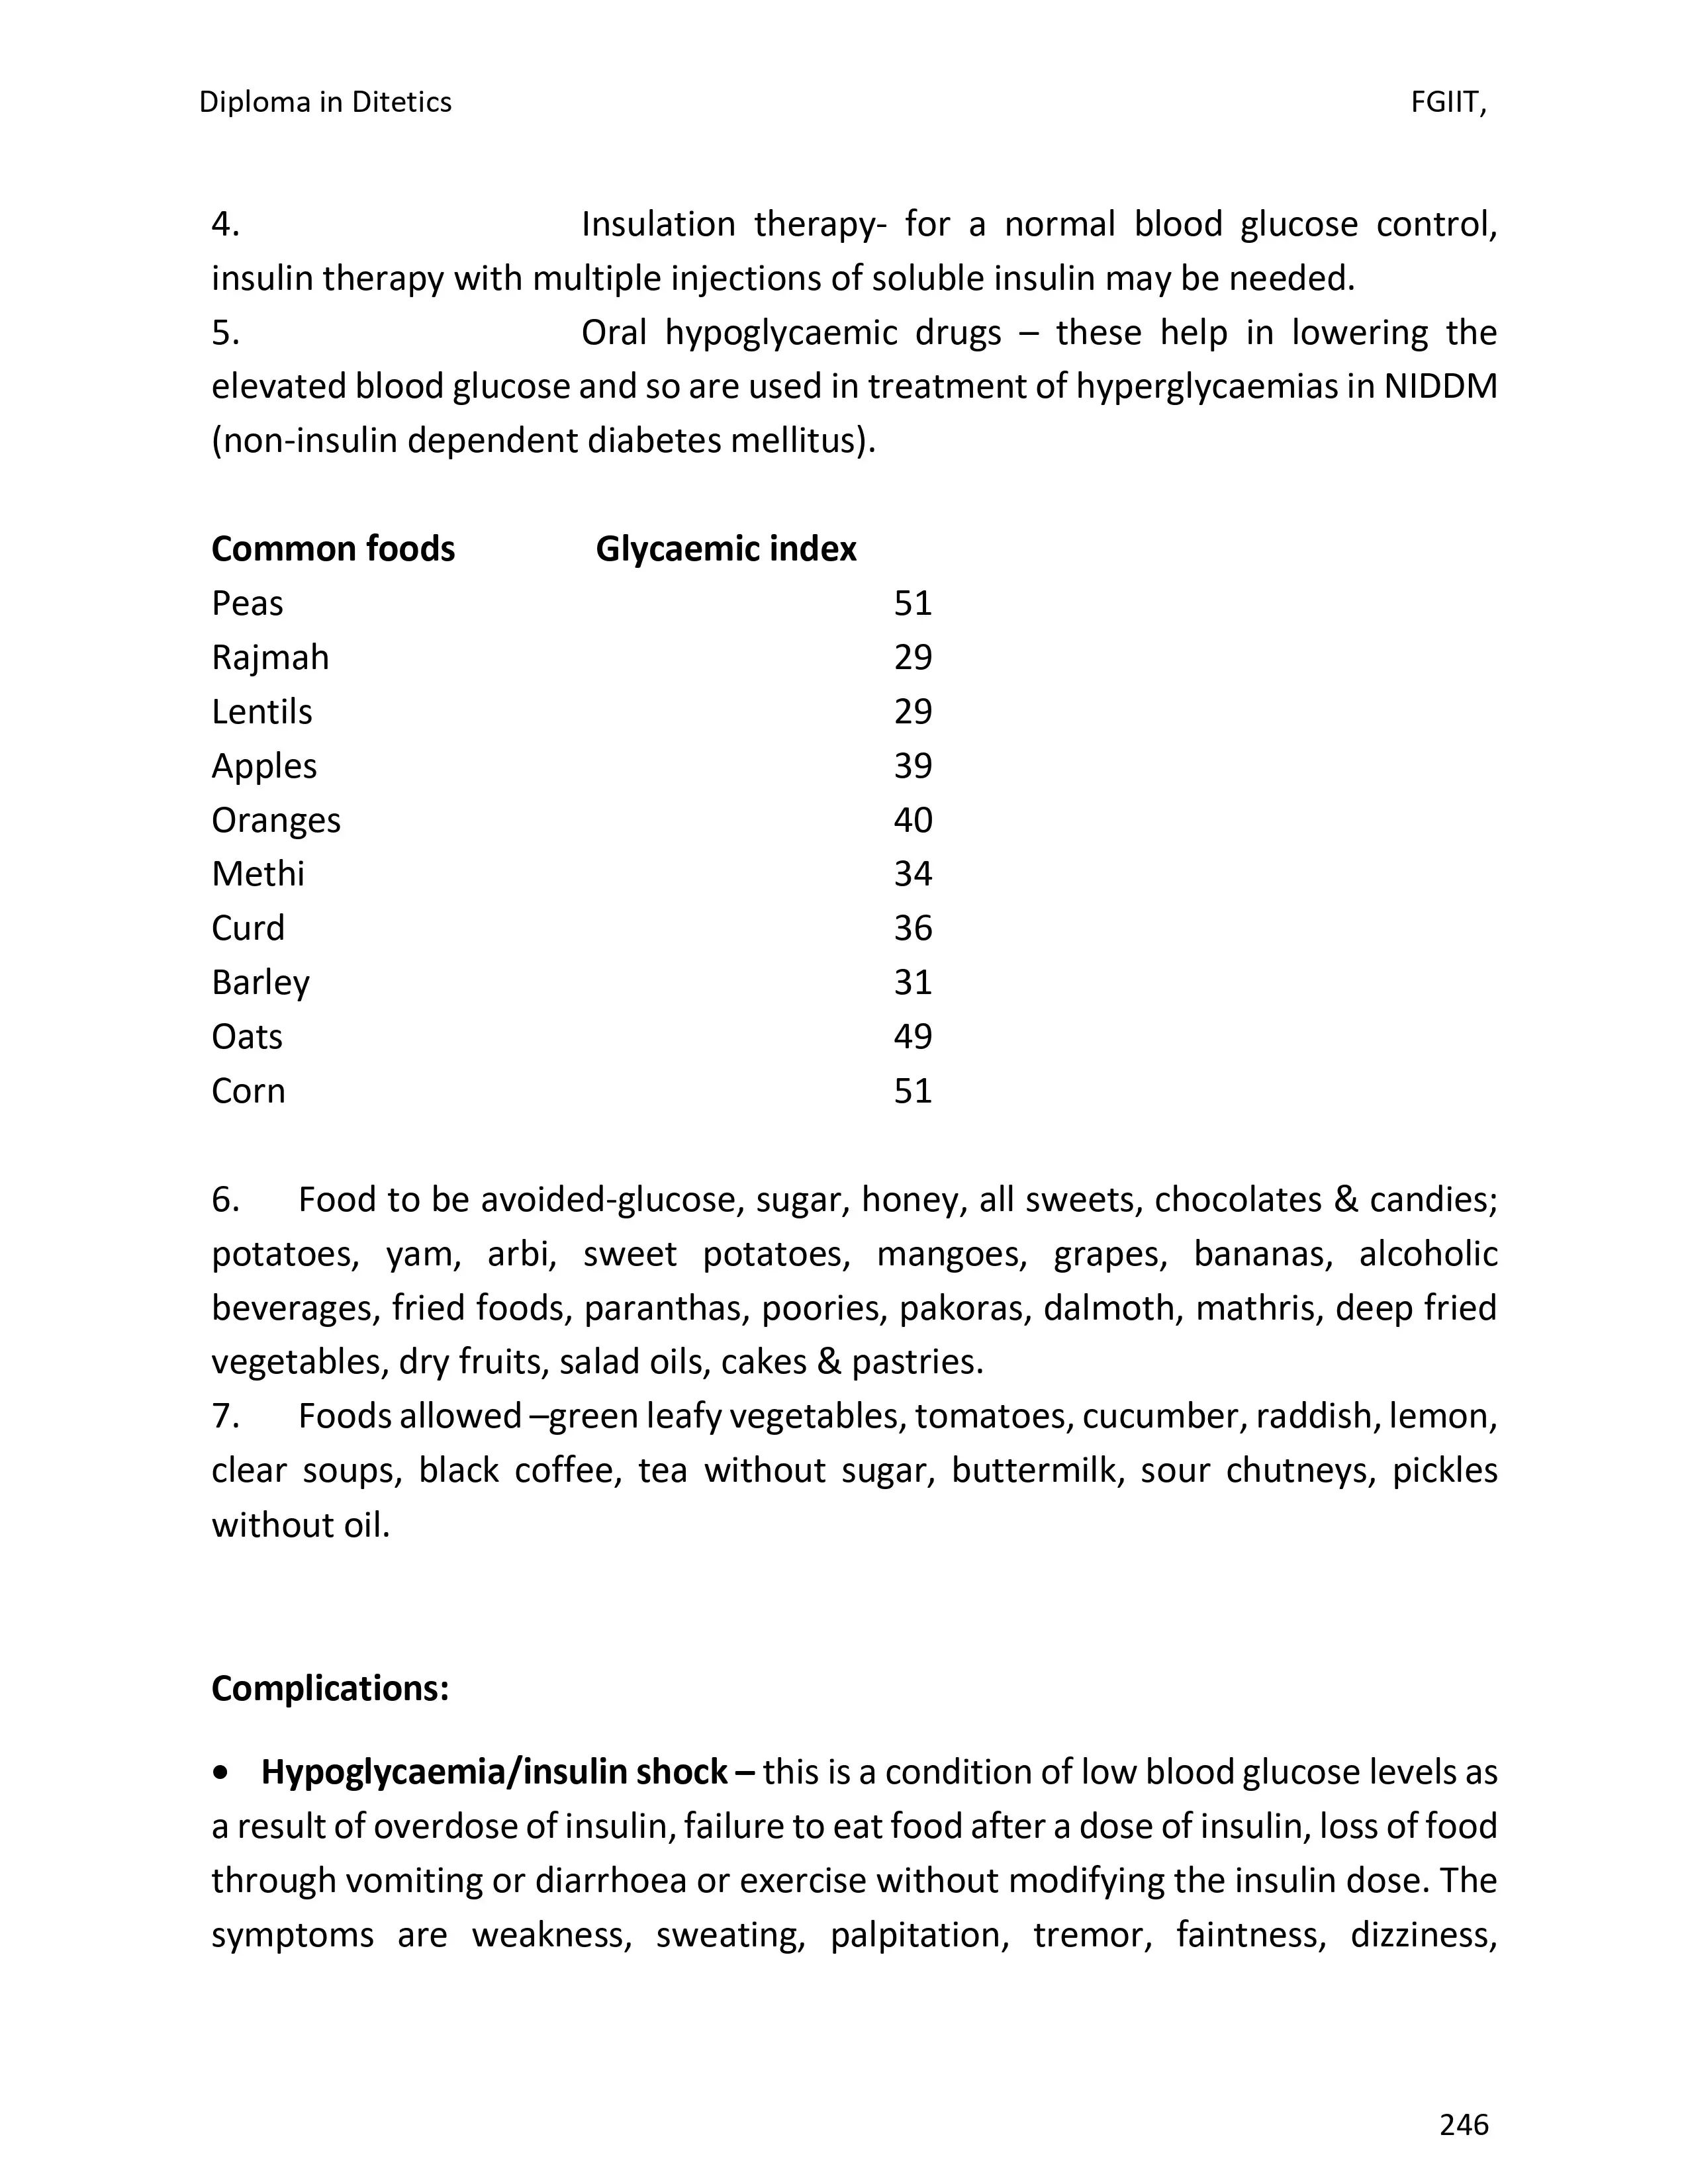 Diploma in Ditetics FGIIT,
4. Insulation therapy- for a normal blood glucose control,
insulin therapy with multiple injections of soluble insulin may be needed.
5. Oral hypoglycaemic drugs – these help in lowering the
elevated blood glucose and so are used in treatment of hyperglycaemias in NIDDM
(non-insulin dependent diabetes mellitus).
Common foods Glycaemic index
Peas 51
Rajmah 29
Lentils 29
Apples 39
Oranges 40
Methi 34
Curd 36
Barley 31
Oats 49
Corn 51
6. Food to be avoided-glucose, sugar, honey, all sweets, chocolates & candies;
potatoes, yam, arbi, sweet potatoes, mangoes, grapes, bananas, alcoholic
beverages, fried foods, paranthas, poories, pakoras, dalmoth, mathris, deep fried
vegetables, dry fruits, salad oils, cakes & pastries.
7. Foods allowed –green leafy vegetables, tomatoes, cucumber, raddish, lemon,
clear soups, black coffee, tea without sugar, buttermilk, sour chutneys, pickles
without oil.
Complications:
• Hypoglycaemia/insulin shock – this is a condition of low blood glucose levels as
a result of overdose of insulin, failure to eat food after a dose of insulin, loss of food
through vomiting or diarrhoea or exercise without modifying the insulin dose. The
symptoms are weakness, sweating, palpitation, tremor, faintness, dizziness,
246